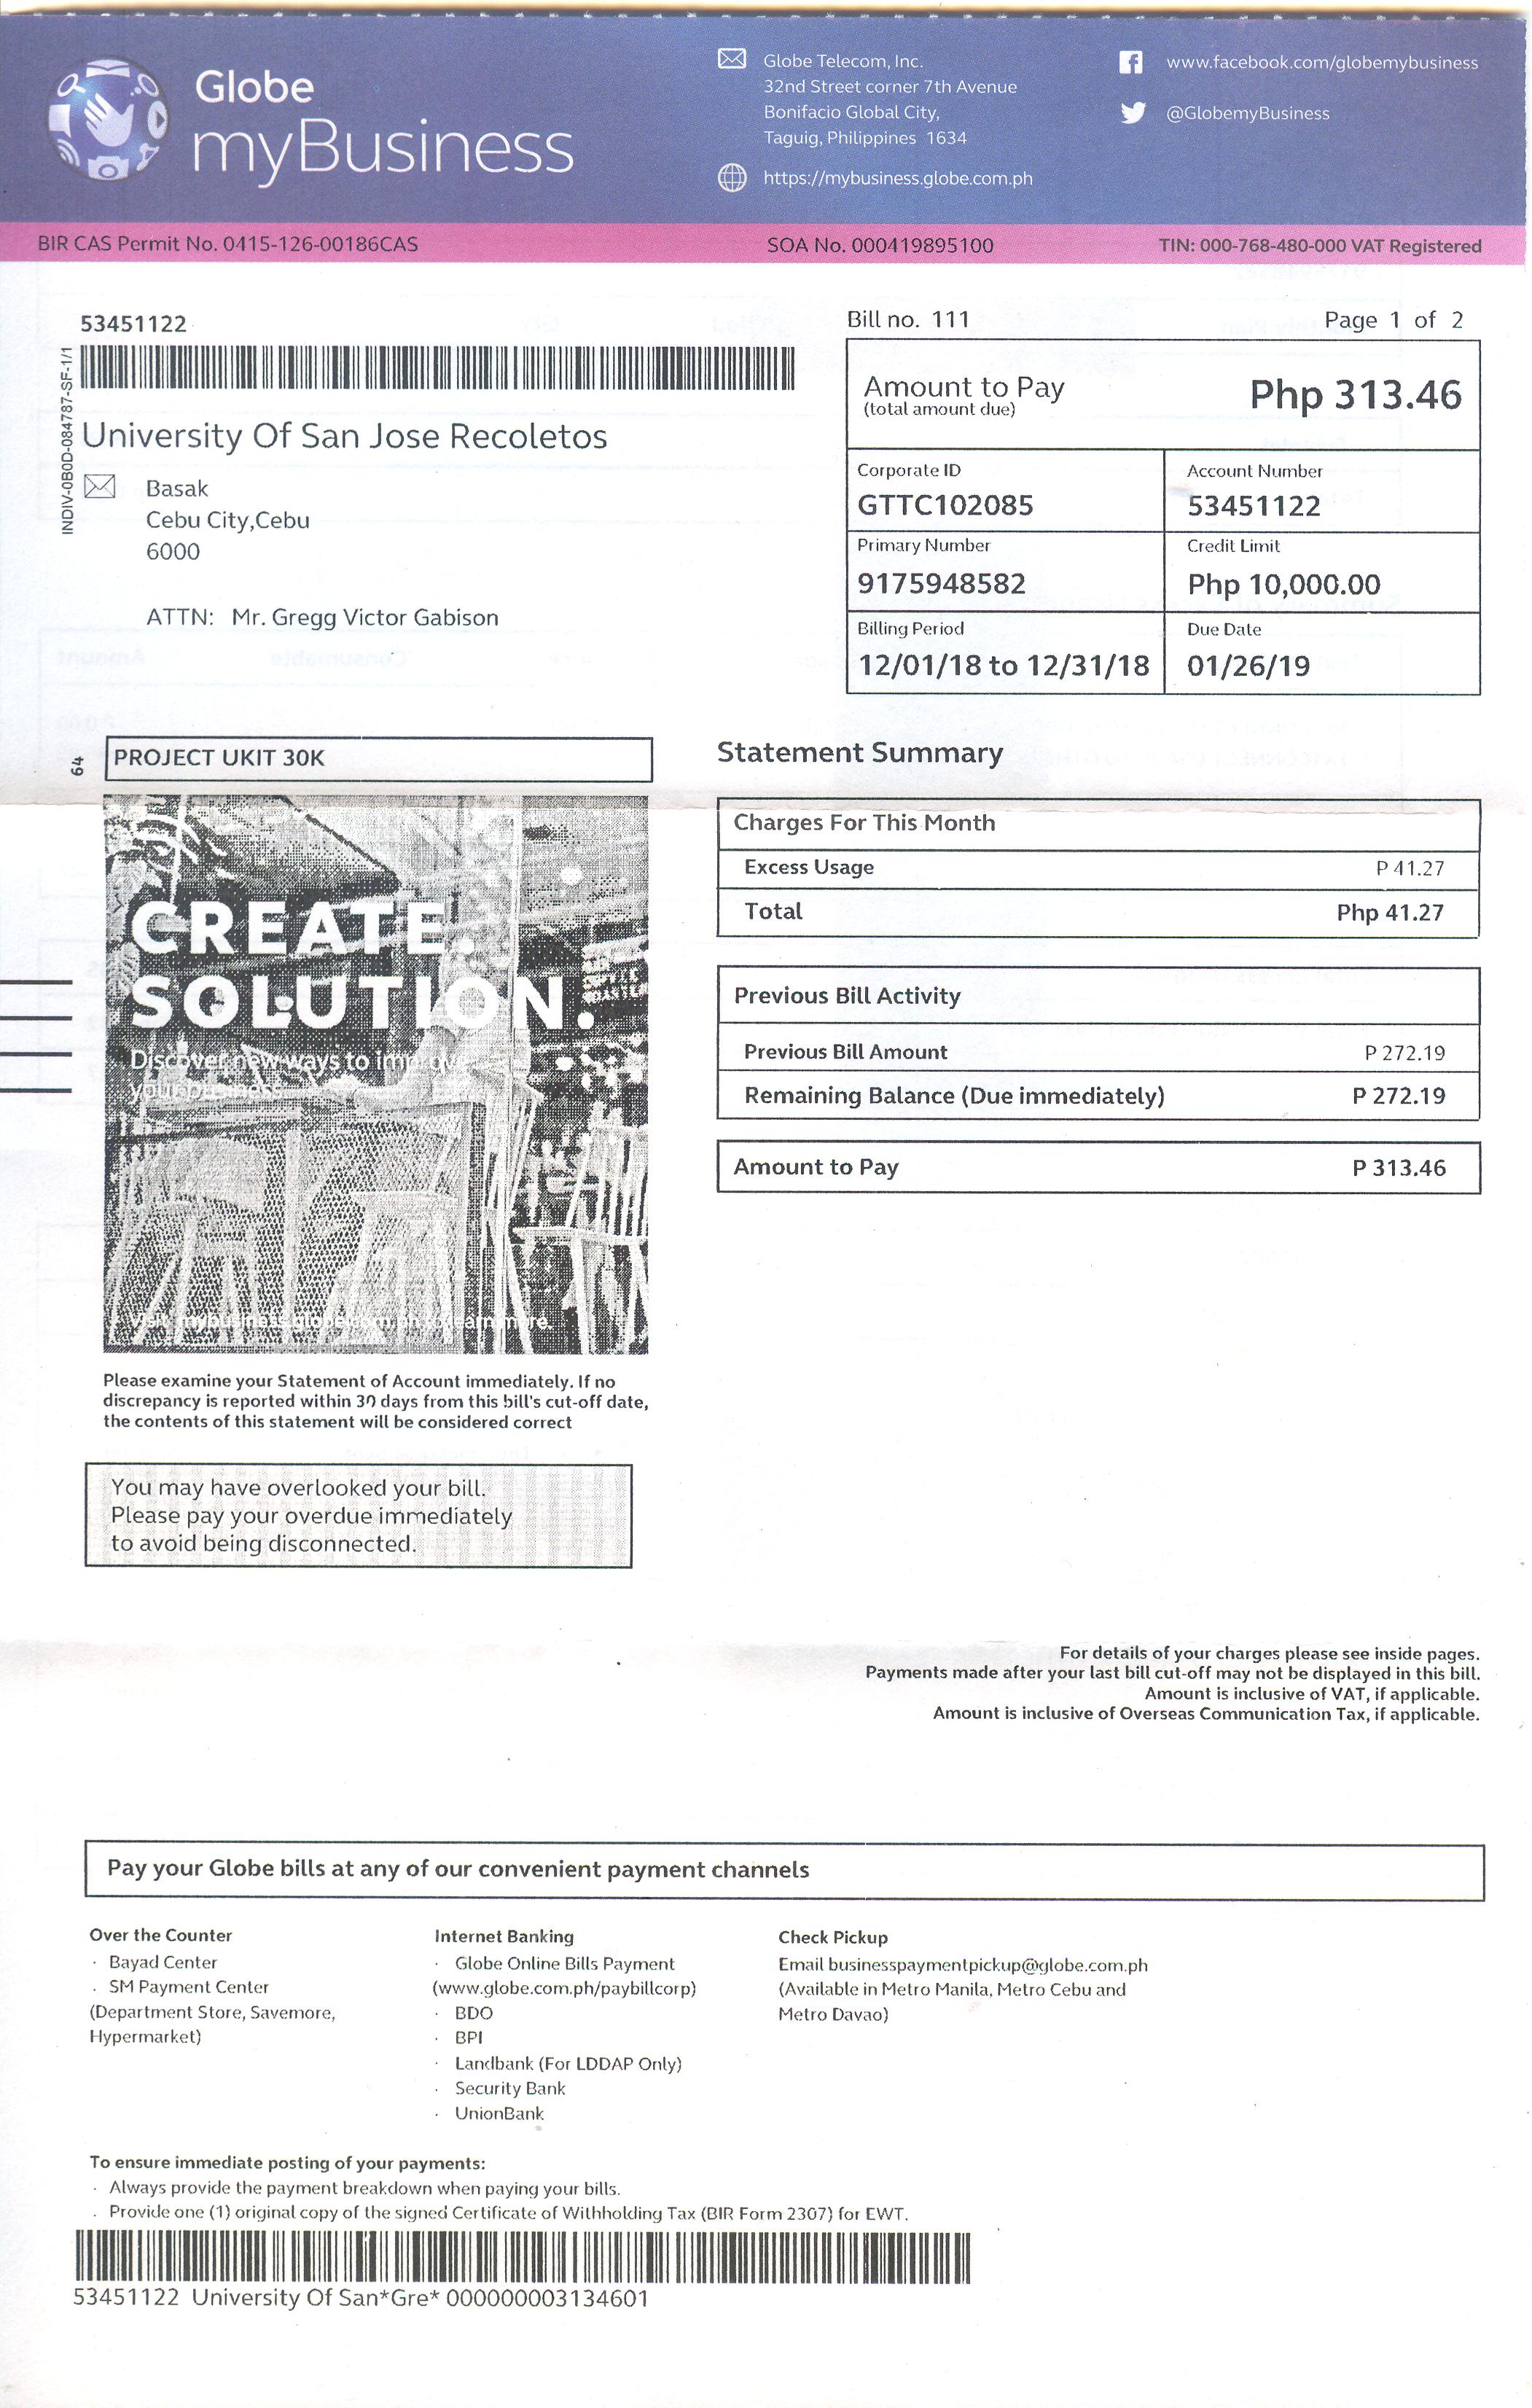 Globe
myBusiness
Globe Telecom, Inc.
32nd Street corner 7th Avenue
Bonifacio Global City,
Taguig, Philippines 1634
https://mybusiness.globe.com.ph
www.facebook.com/globemybusiness
@GlobemyBusiness
BIR CAS Permit No. 0415-126-00186CAS
SOA No. 000419895100
TIN: 000-768-480-000 VAT Registered
53451122
INDIV-0B0D-084787-SF-1/1
University Of San Jose Recoletos
Basak
Cebu City,Cebu
6000
ATTN: Mr. Gregg Victor Gabison
Bill no. 111
Page 1 of 2
Amount to Pay
(total amount due)
Php 313.46
Corporate ID
GTTC102085
Account Number
53451122
Primary Number
9175948582
Credit Limit
Php 10,000.00
Billing Period
12/01/18 to 12/31/18
Due Date
01/26/19
64
PROJECT UKIT 30K
CREATE.
SOLUTION.
Discover new ways to improve
your business.
Visit mybusiness.globe.com.ph to learn more.
Please examine your Statement of Account immediately. If no
discrepancy is reported within 30 days from this bill's cut-off date,
the contents of this statement will be considered correct
You may have overlooked your bill.
Please pay your overdue immediately
to avoid being disconnected.
Statement Summary
Charges For This Month
Excess Usage P 41.27
Total Php 41.27
Previous Bill Activity
Previous Bill Amount P 272.19
Remaining Balance (Due immediately) P 272.19
Amount to Pay P 313.46
For details of your charges please see inside pages.
Payments made after your last bill cut-off may not be displayed in this bill.
Amount is inclusive of VAT, if applicable.
Amount is inclusive of Overseas Communication Tax, if applicable.
Pay your Globe bills at any of our convenient payment channels
Over the Counter
· Bayad Center
. SM Payment Center
(Department Store, Savemore,
Hypermarket)
Internet Banking
· Globe Online Bills Payment
(www.globe.com.ph/paybillcorp)
· BDO
· BPI
· Landbank (For LDDAP Only)
· Security Bank
· UnionBank
Check Pickup
Email businesspaymentpickup@globe.com.ph
(Available in Metro Manila, Metro Cebu and
Metro Davao)
To ensure immediate posting of your payments:
· Always provide the payment breakdown when paying your bills.
. Provide one (1) original copy of the signed Certificate of Withholding Tax (BIR Form 2307) for EWT.
53451122 University Of San*Gre* 000000003134601